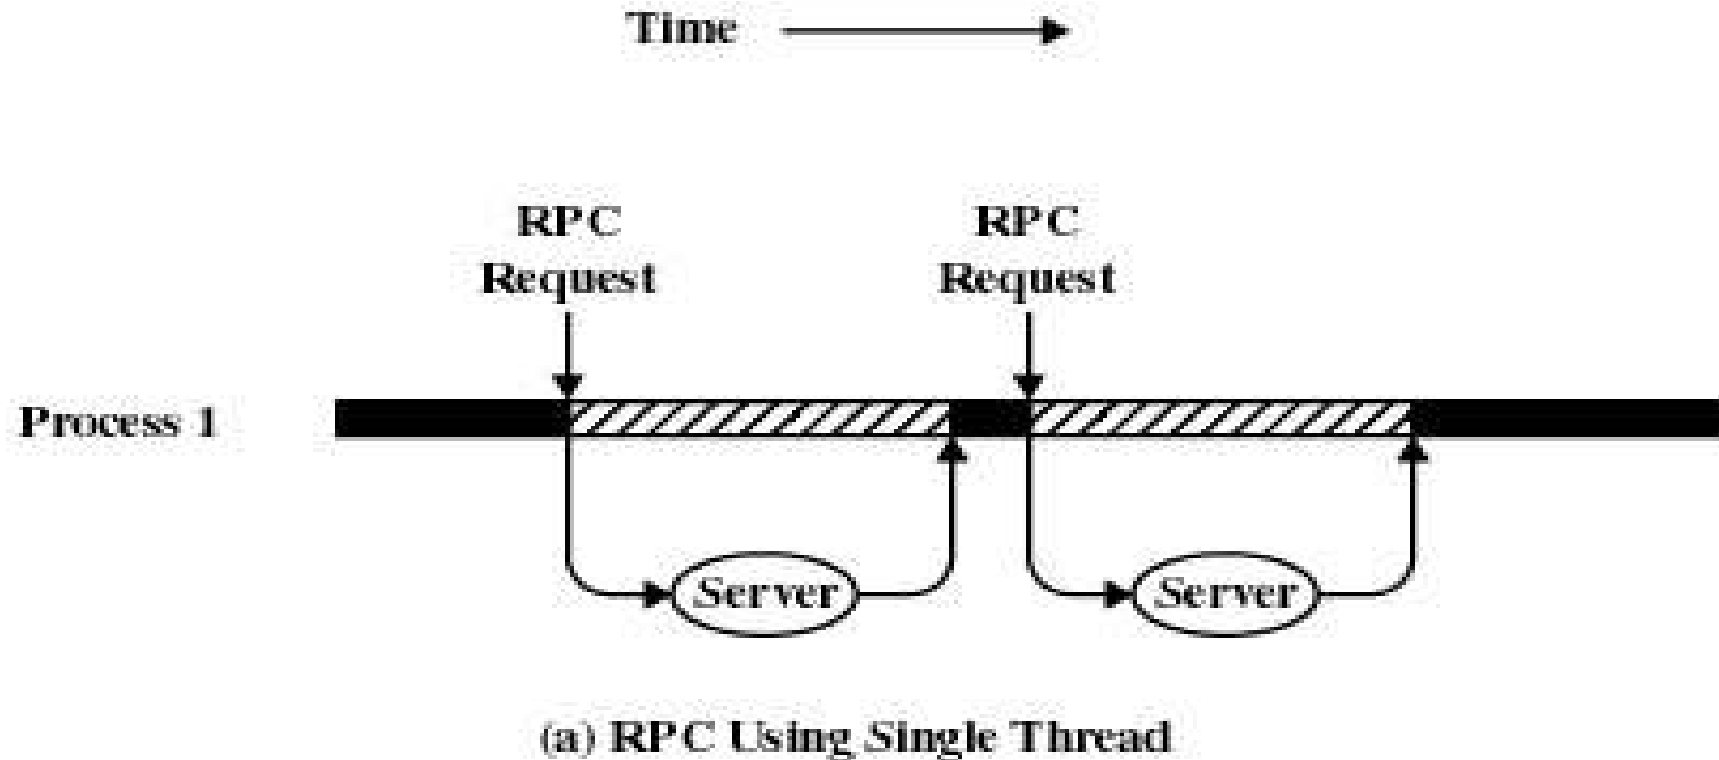 Time
RPC
Request
RPC
Request
Process 1
Server
Server
(a) RPC Using Single Thread